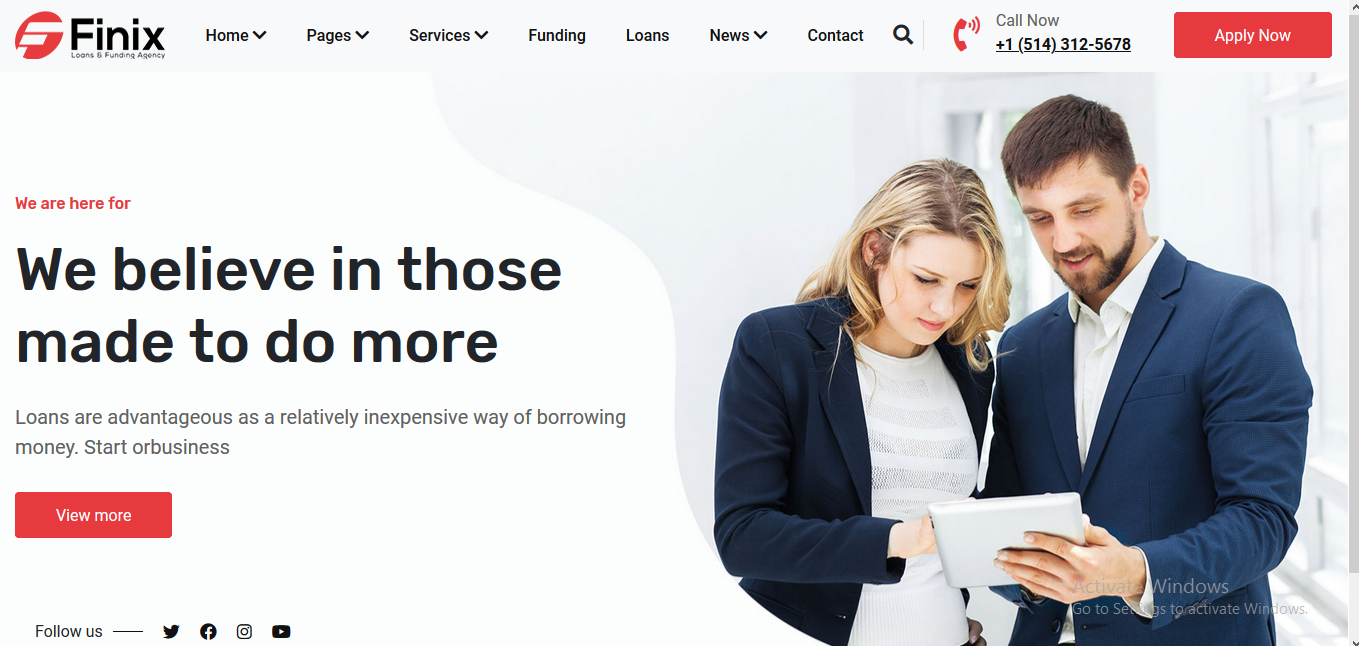 Finix
Loans & Funding Agency
Home
Pages
Services
Funding
Loans
News
Contact
Call Now
+1 (514) 312-5678
Apply Now
We are here for
We believe in those
made to do more
Loans are advantageous as a relatively inexpensive way of borrowing
money. Start orbusiness
View more
Follow us
Activate Windows
Go to Settings to activate Windows.